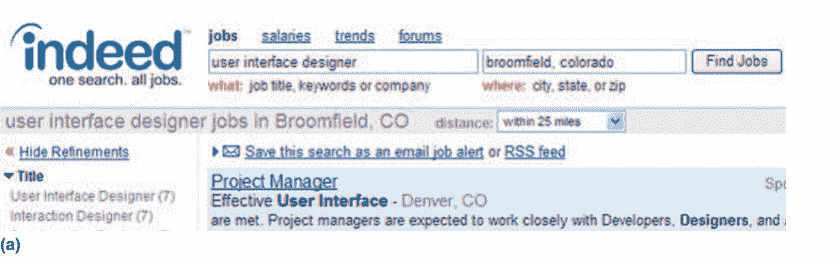 indeed™
one search. all jobs.
jobs salaries trends forums
user interface designer broomfield, colorado Find Jobs
what: job title, keywords or company where: city, state, or zip
user interface designer jobs in Broomfield, CO distance: within 25 miles
« Hide Refinements
Save this search as an email job alert or RSS feed
Title
User Interface Designer (7)
Interaction Designer (7)
Project Manager
Effective User Interface - Denver, CO
are met. Project managers are expected to work closely with Developers, Designers, and
(a)